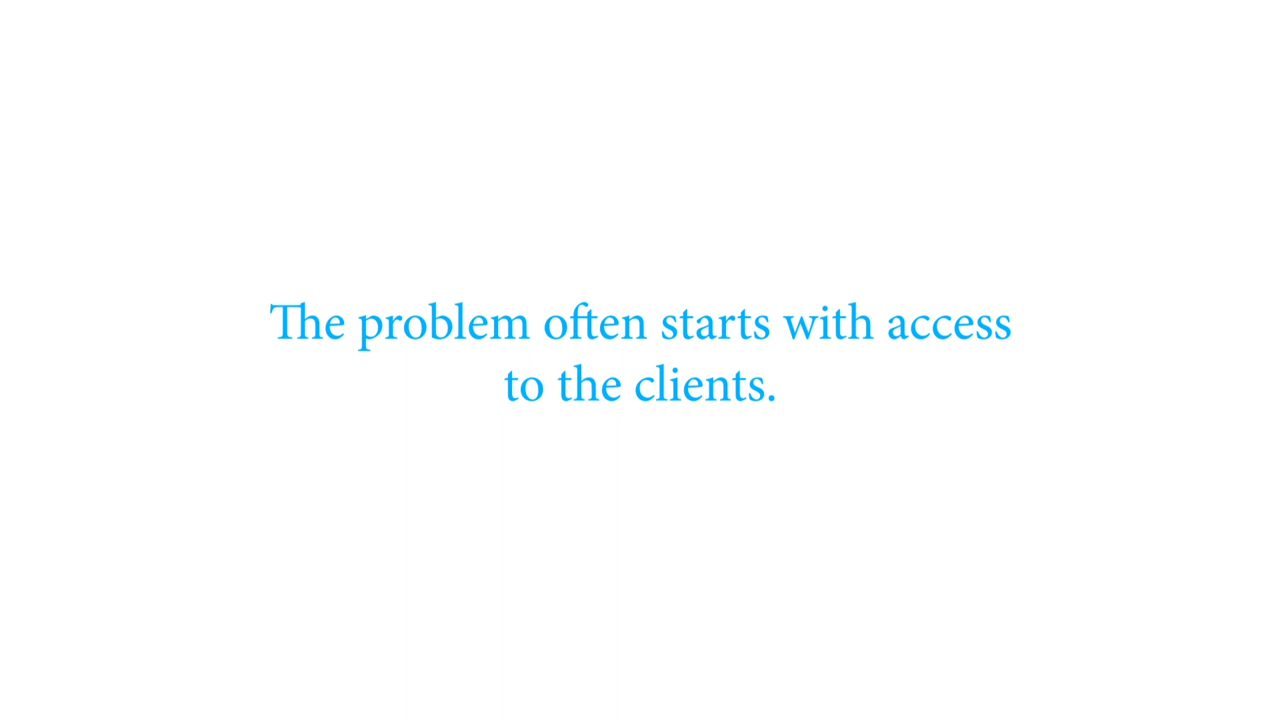 The problem often starts with access
to the clients.